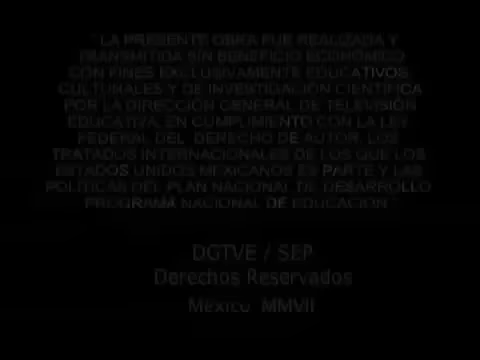 "LA PRESENTE OBRA FUE REALIZADA Y
TRANSMITIDA SIN BENEFICIO ECONÓMICO
CON FINES EXCLUSIVAMENTE EDUCATIVOS
CULTURALES Y DE INVESTIGACIÓN CIENTÍFICA
POR LA DIRECCIÓN GENERAL DE TELEVISIÓN
EDUCATIVA, EN CUMPLIMIENTO CON LA LEY
FEDERAL DEL DERECHO DE AUTOR, LOS
TRATADOS INTERNACIONALES DE LOS QUE LOS
ESTADOS UNIDOS MEXICANOS ES PARTE Y LAS
POLÍTICAS DEL PLAN NACIONAL DE DESARROLLO
PROGRAMA NACIONAL DE EDUCACIÓN"
DGTVE / SEP
Derechos Reservados
México MMVII